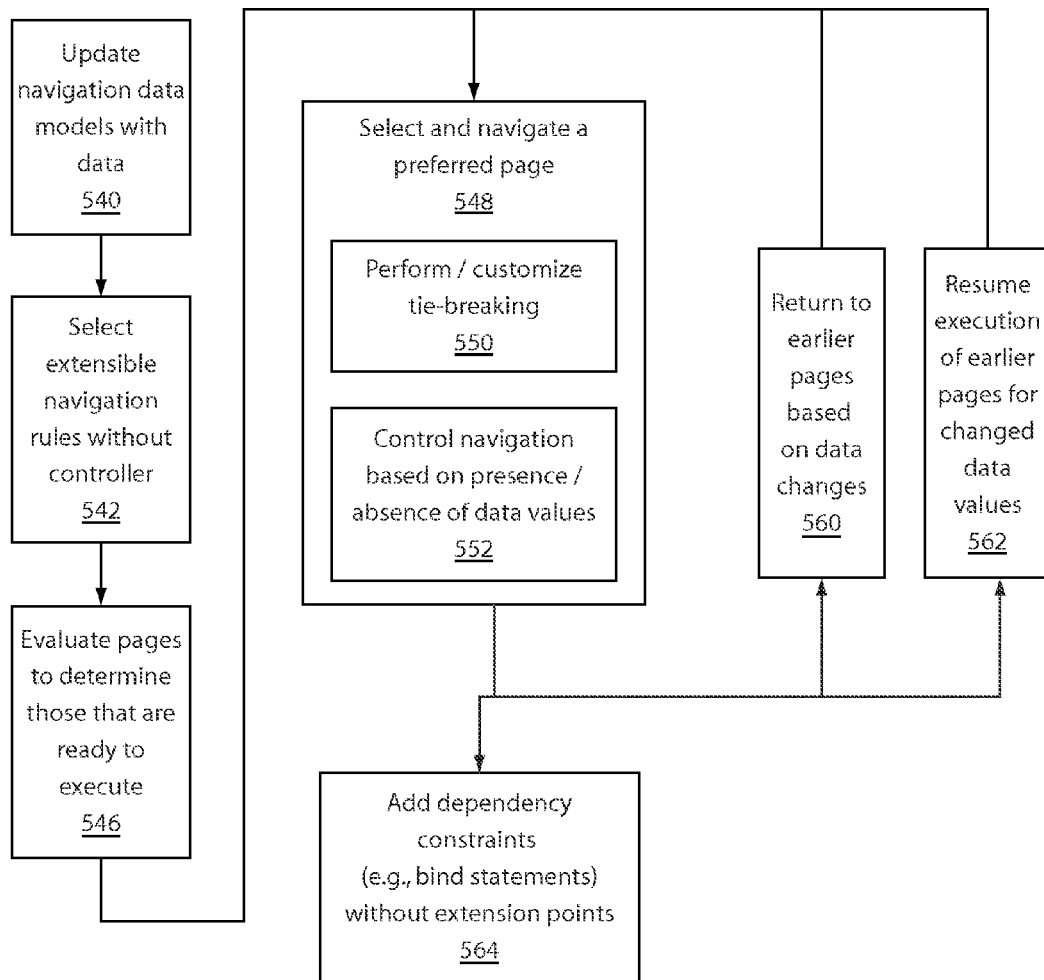 Update
navigation data
models with
data
540
Select
extensible
navigation
rules without
controller
542
Evaluate pages
to determine
those that are
ready to
execute
546
Select and navigate a
preferred page
548
Perform / customize
tie-breaking
550
Control navigation
based on presence /
absence of data values
552
Return to
earlier
pages
based
on data
changes
560
Resume
execution
of earlier
pages for
changed
data
values
562
Add dependency
constraints
(e.g., bind statements)
without extension points
564